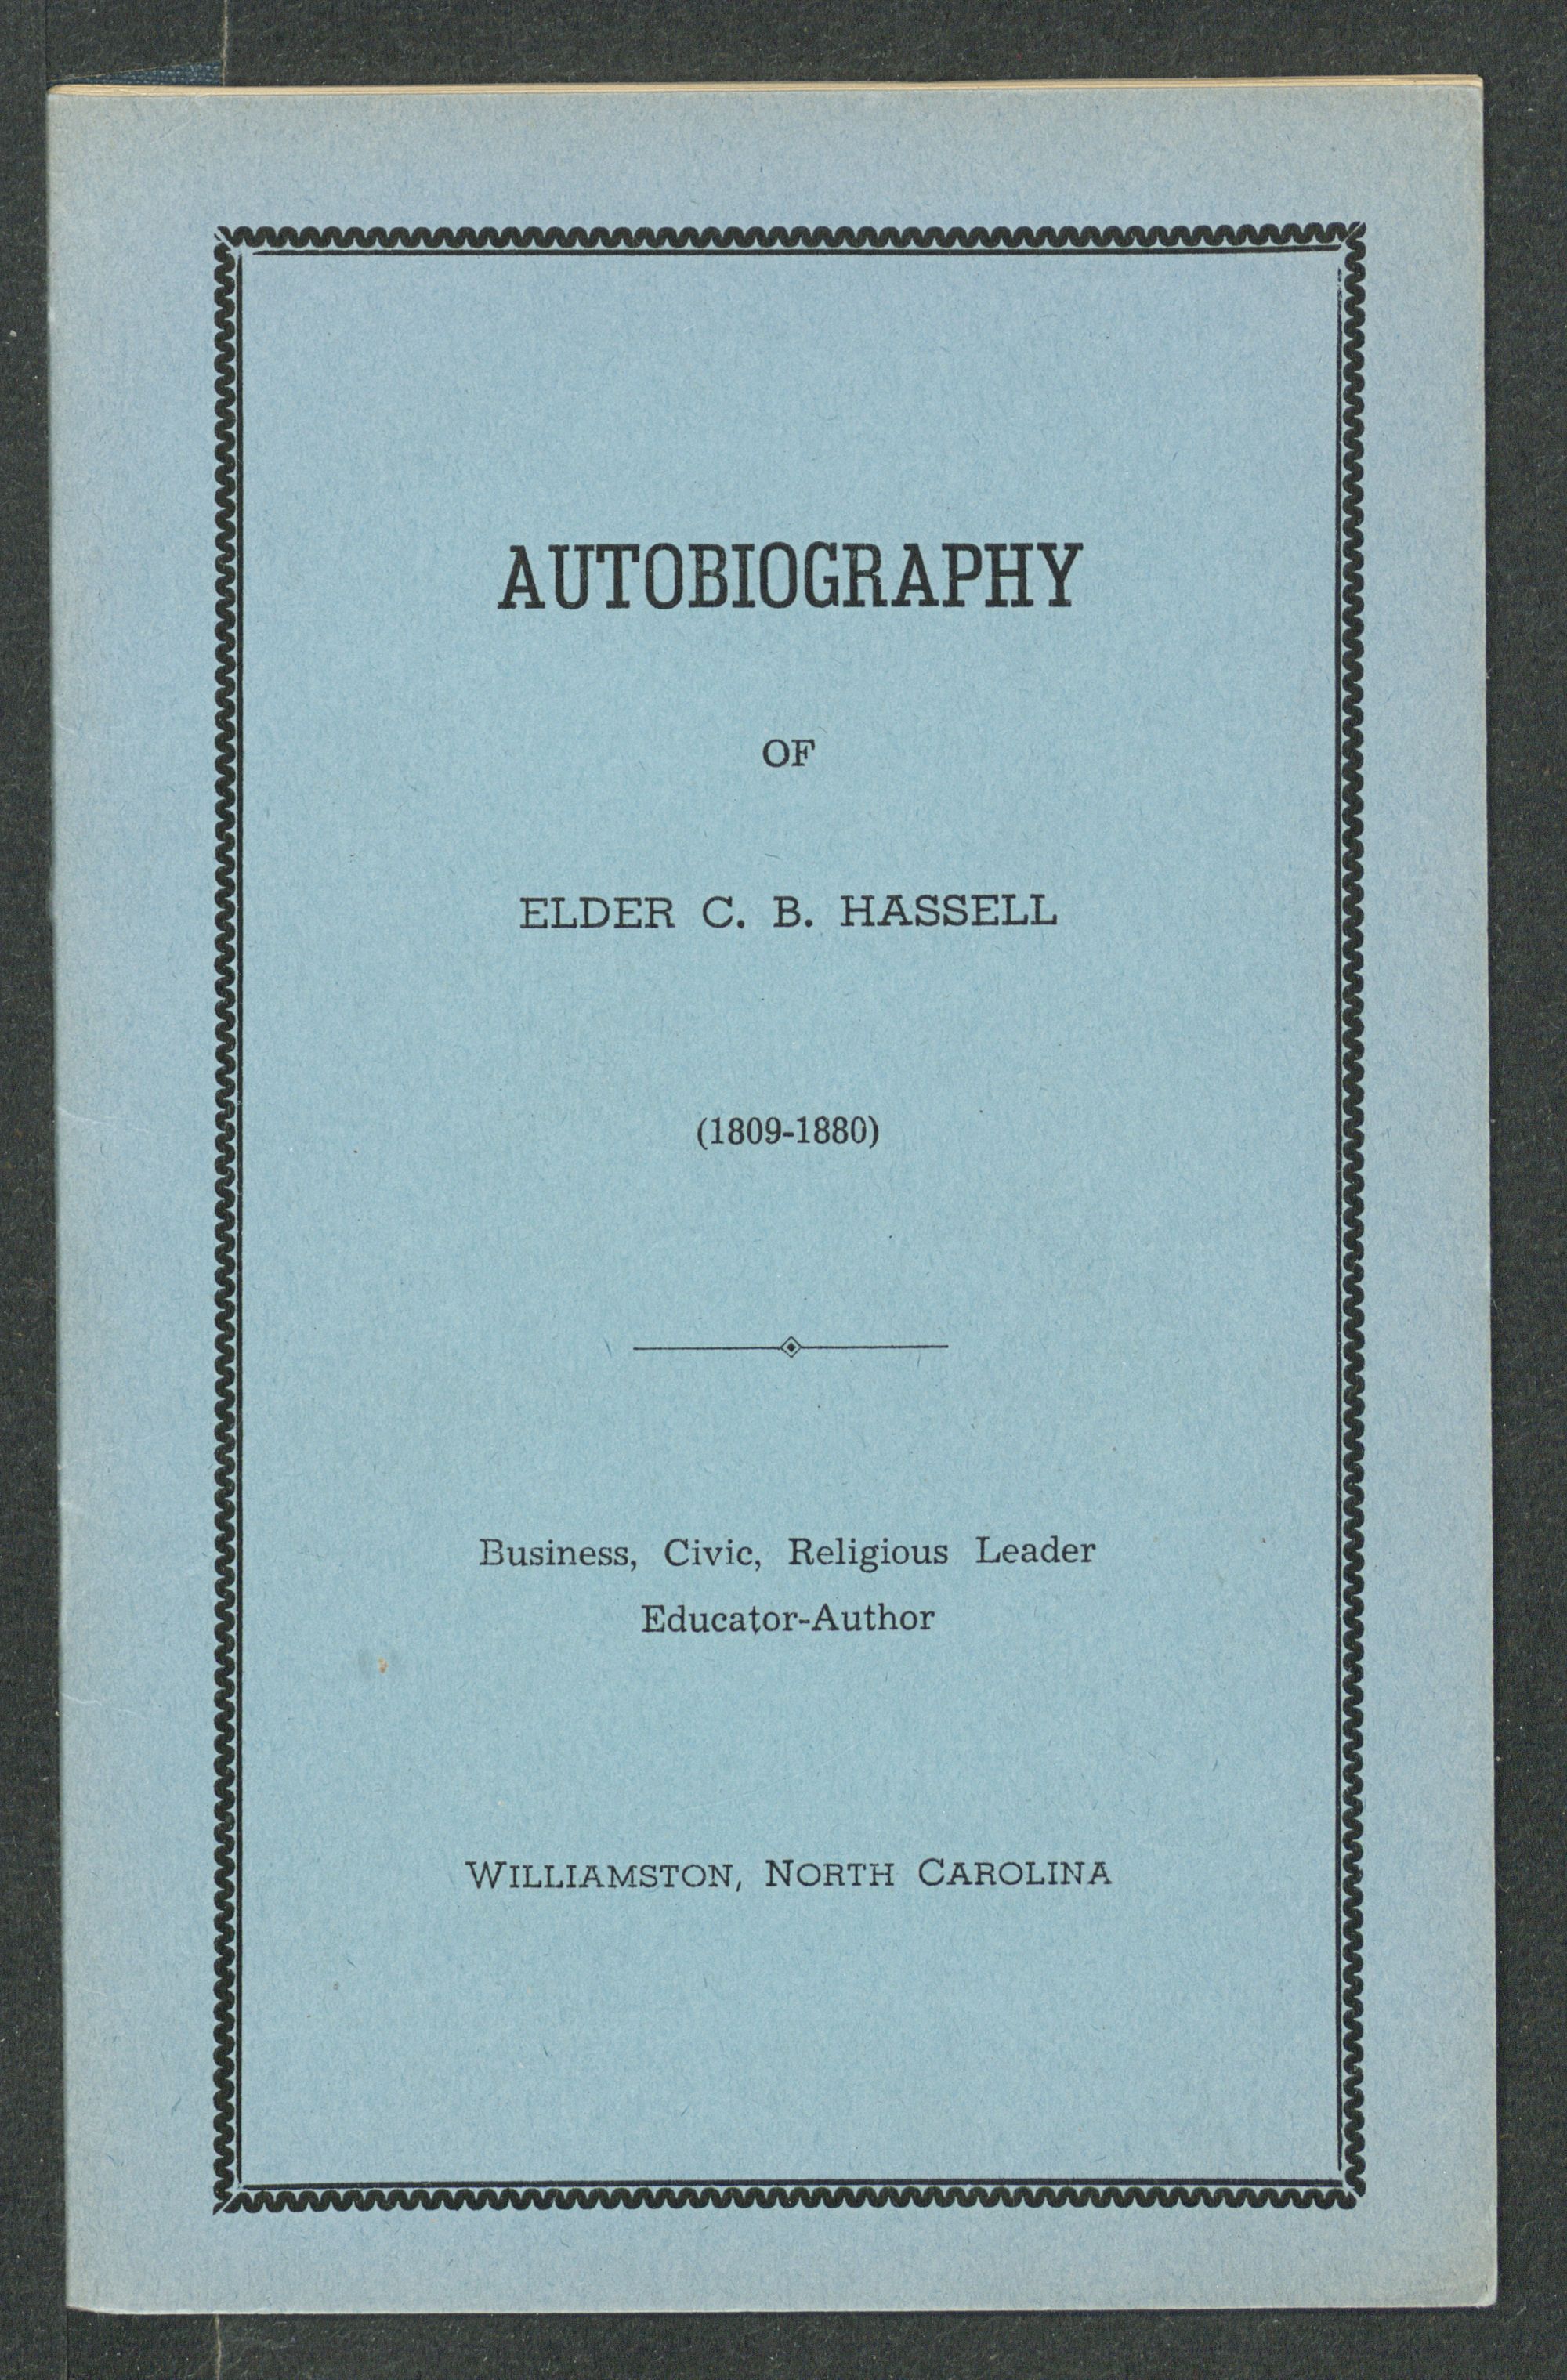 AUTOBIOGRAPHY
OF
ELDER C. B. HASSELL
(1809-1880)
Business, Civic, Religious Leader
Educator-Author
WILLIAMSTON, NORTH CAROLINA